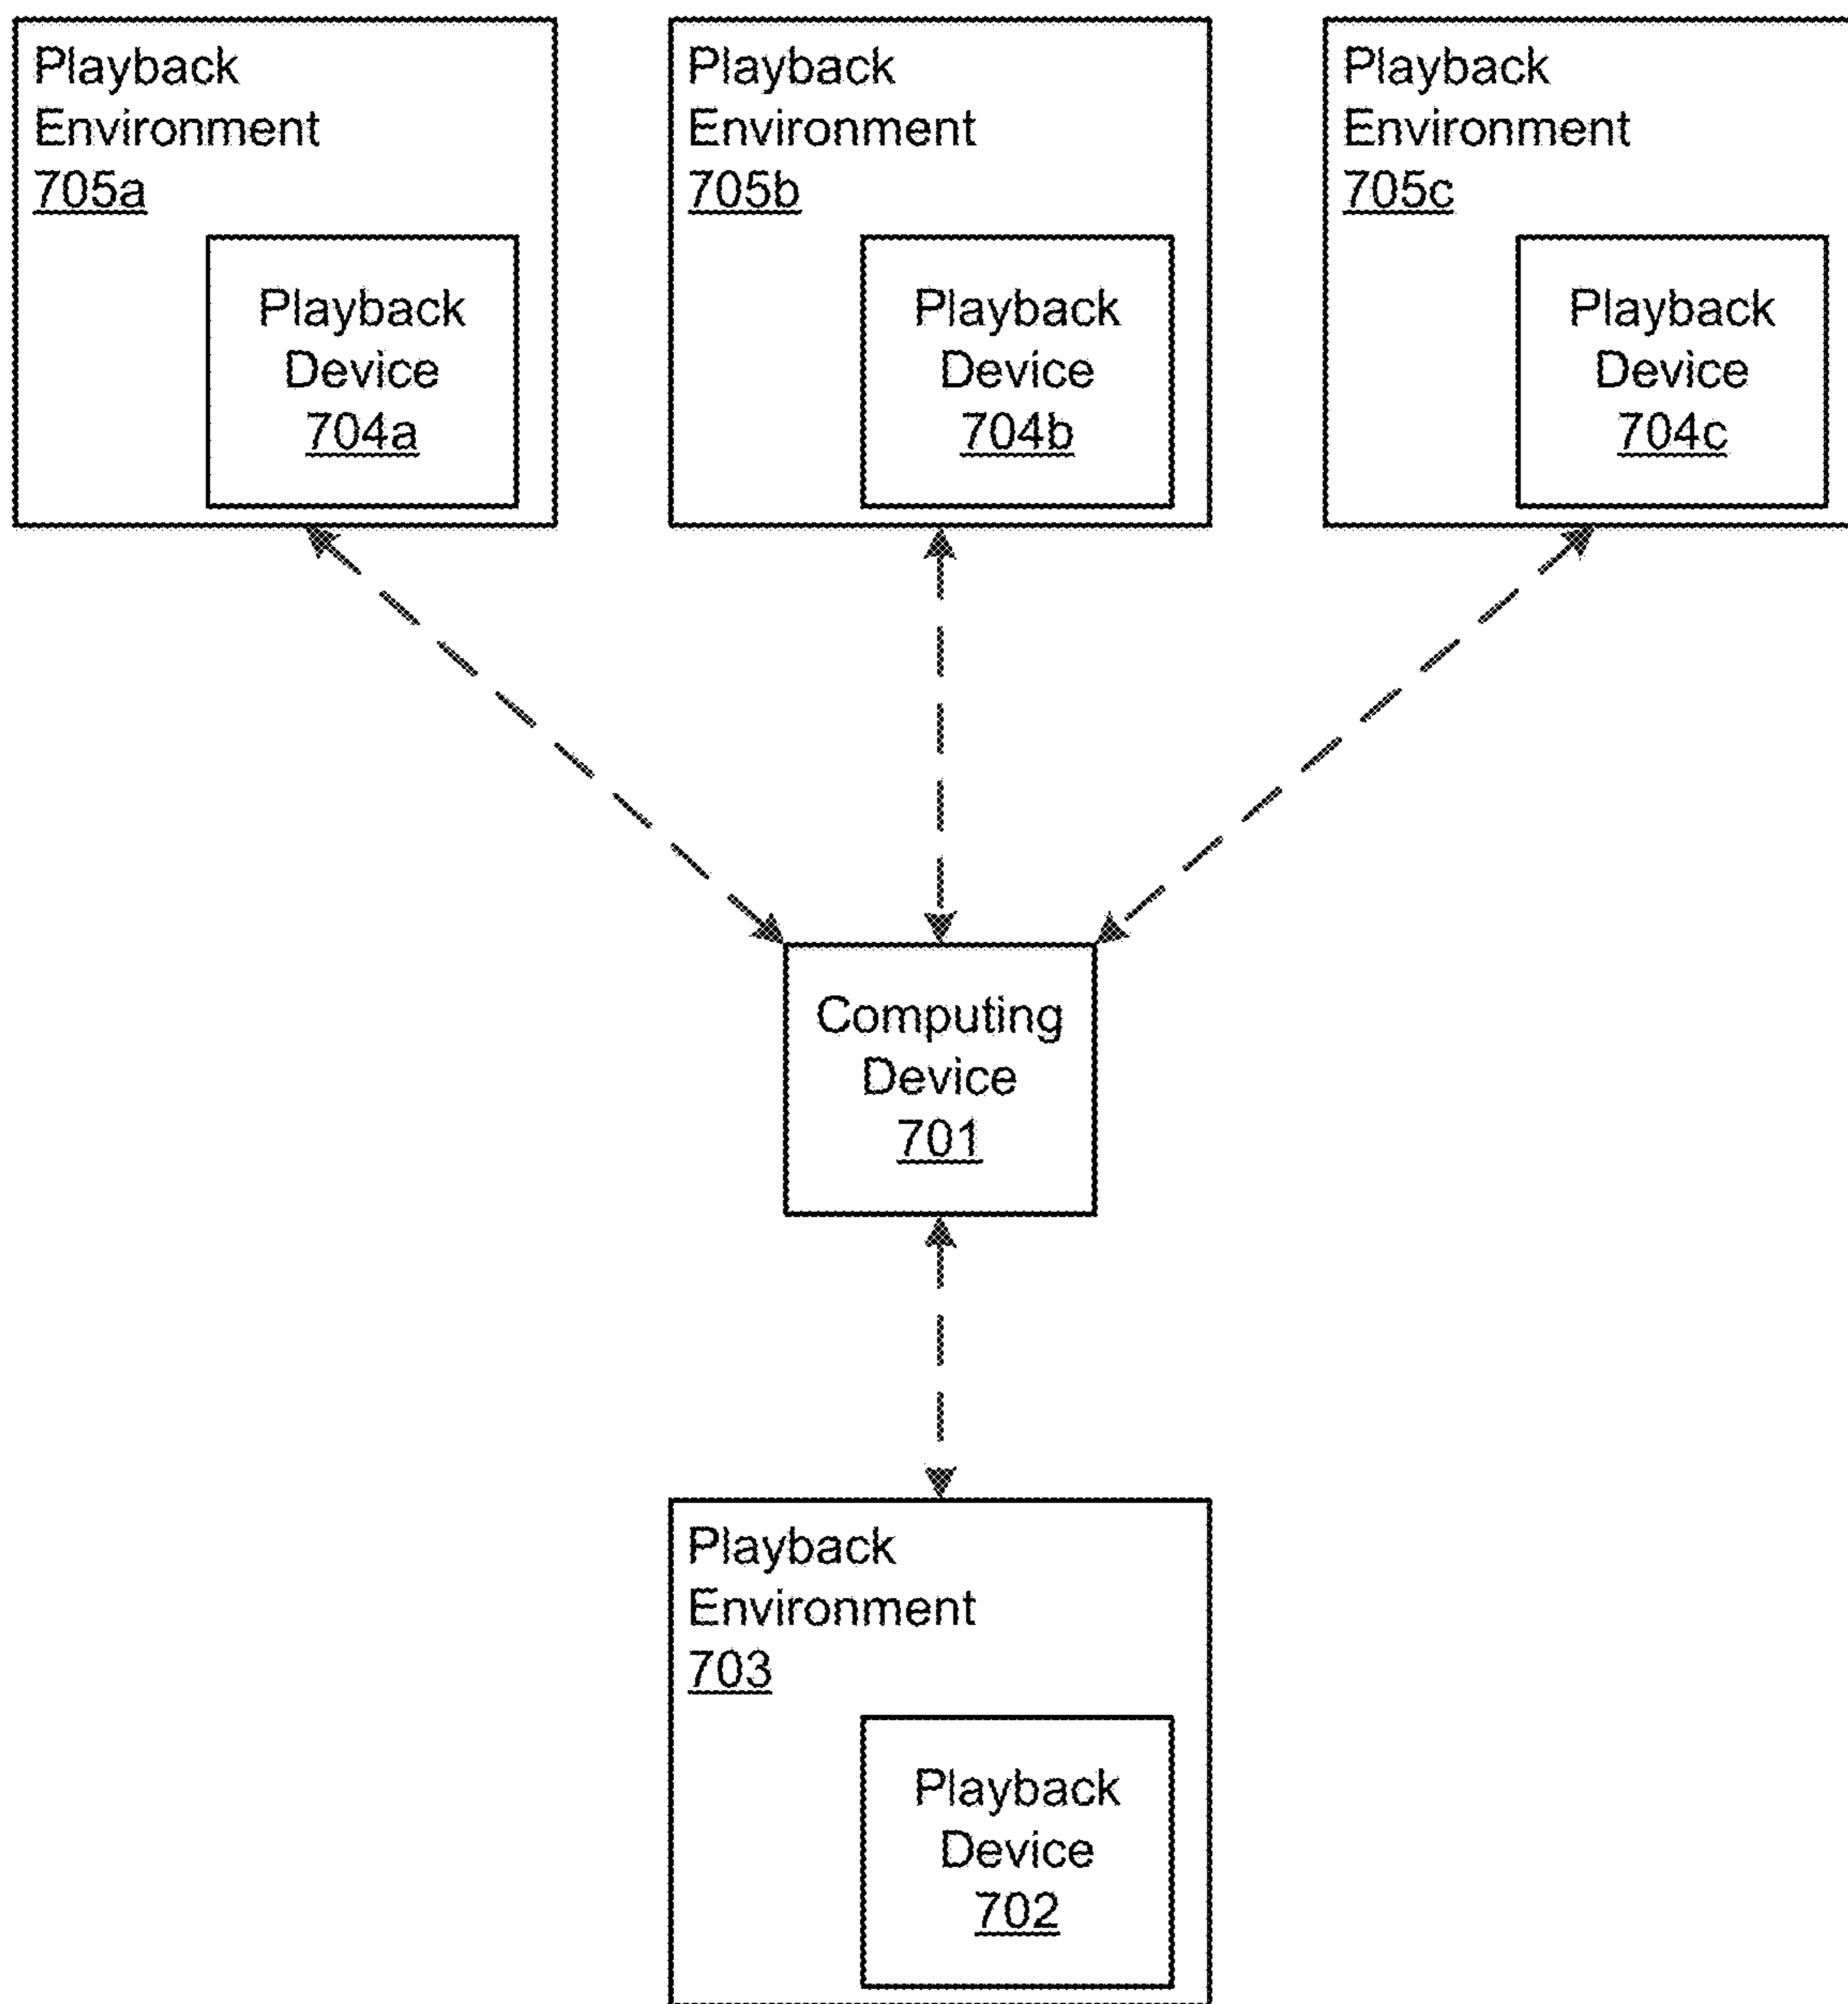 Playback
Environment
705a
Playback
Device
704a
Playback
Environment
705b
Playback
Device
704b
Playback
Environment
705c
Playback
Device
704c
Computing
Device
701
Playback
Environment
703
Playback
Device
702